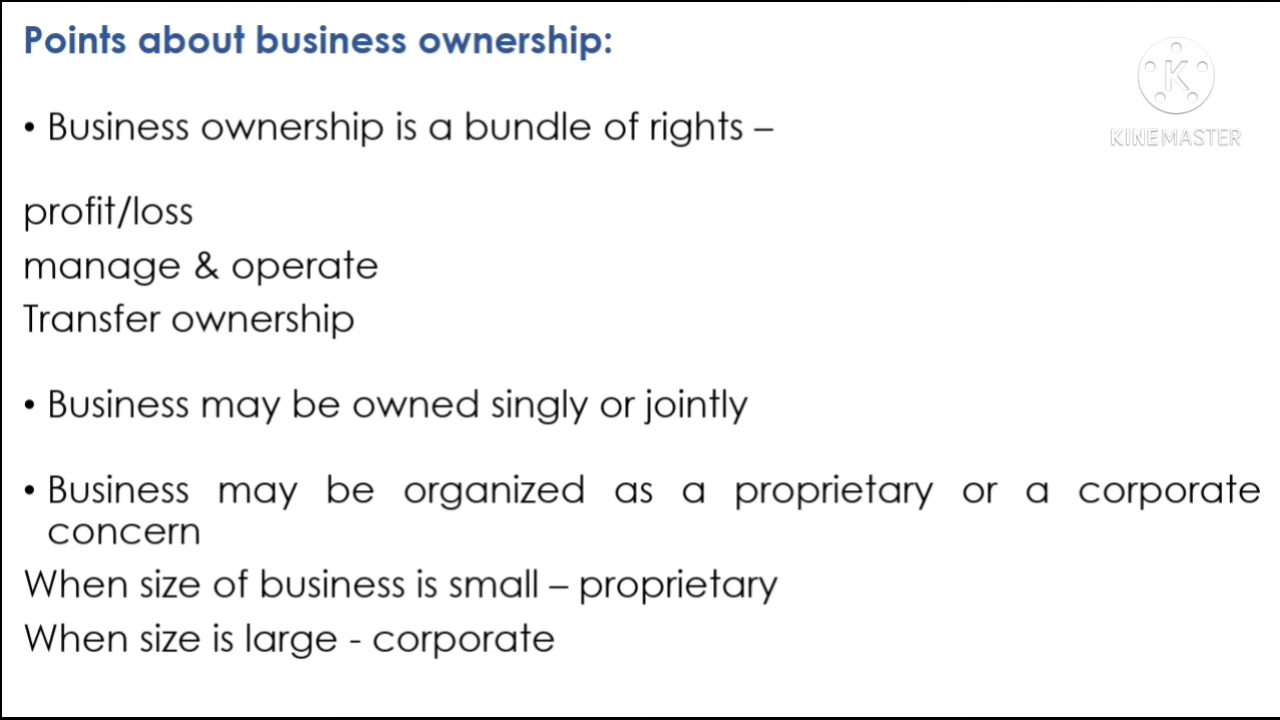 Points about business ownership:
• Business ownership is a bundle of rights –
profit/loss
manage & operate
Transfer ownership
• Business may be owned singly or jointly
• Business may be organized as a proprietary or a corporate
concern
When size of business is small – proprietary
When size is large - corporate
K
KINEMASTER